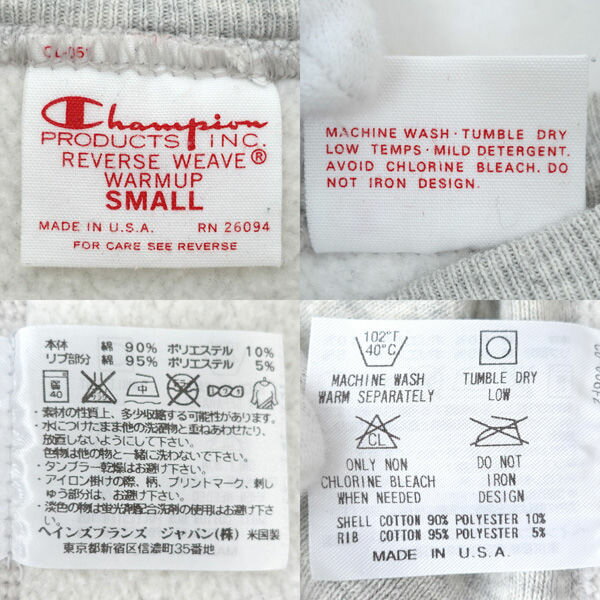 CL-
Champion
PRODUCTS INC.
REVERSE WEAVE®
WARMUP
SMALL
MADE IN U.S.A. RN 26094
FOR CARE SEE REVERSE
MACHINE WASH · TUMBLE DRY
LOW TEMPS · MILD DETERGENT.
AVOID CHLORINE BLEACH. DO
NOT IRON DESIGN.
本体 綿 90% ポリエステル 10%
リブ部分 綿 95% ポリエステル 5%
40
・素材の性質上、多少収縮する可能性があります。
・水につけたまま他の洗濯物と重ねあわせたり、
放置しないようにして下さい。
色物は他の物と一緒に洗わないで下さい。
・タンブラー乾燥はお避け下さい。
・アイロン掛けの際、柄、プリントマーク、刺し
ゅう部分は、お避け下さい。
・淡色の物は蛍光剤配合洗剤の使用はお避け下さい
ヘインズブランズ ジャパン(株) 米国製
東京都新宿区信濃町35番地
102°F
40°C
MACHINE WASH
WARM SEPARATELY
TUMBLE DRY
LOW
CL
ONLY NON
CHLORINE BLEACH
WHEN NEEDED
DO NOT
IRON
DESIGN
SHELL COTTON 90% POLYESTER 10%
RIB COTTON 95% POLYESTER 5%
MADE IN U.S.A.